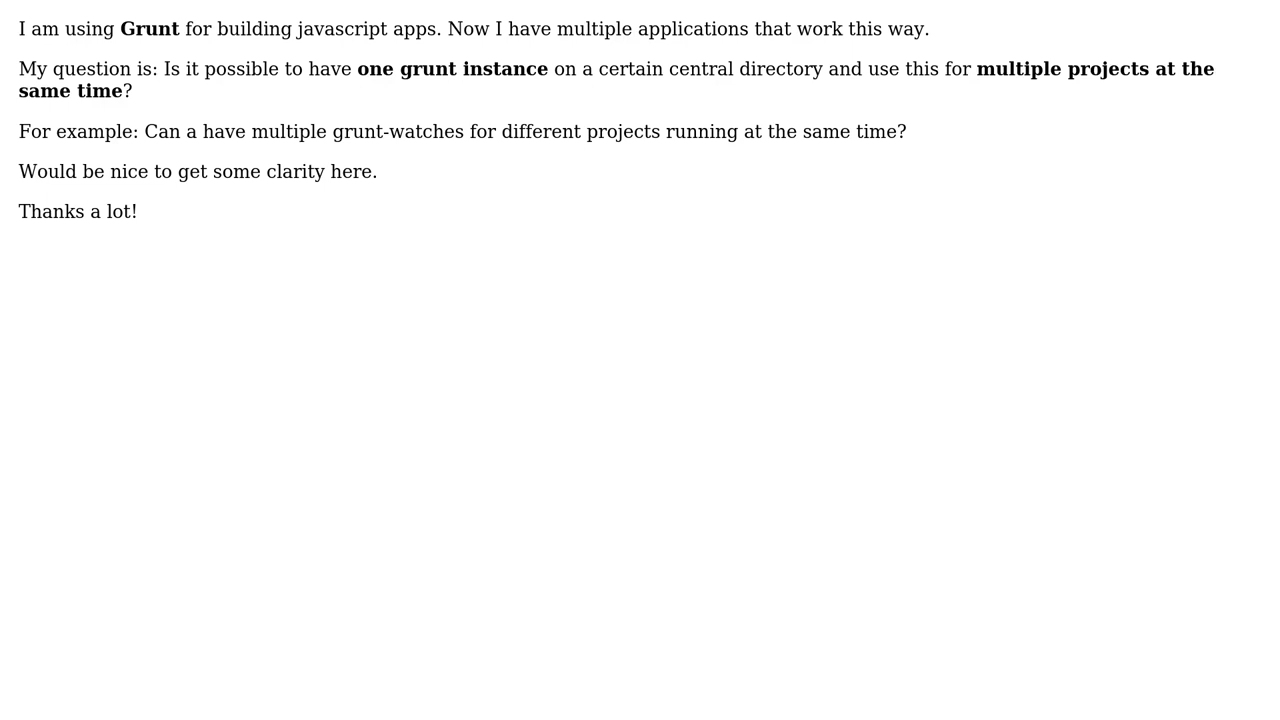 I am using Grunt for building javascript apps. Now I have multiple applications that work this way.
My question is: Is it possible to have one grunt instance on a certain central directory and use this for multiple projects at the
same time?
For example: Can a have multiple grunt-watches for different projects running at the same time?
Would be nice to get some clarity here.
Thanks a lot!